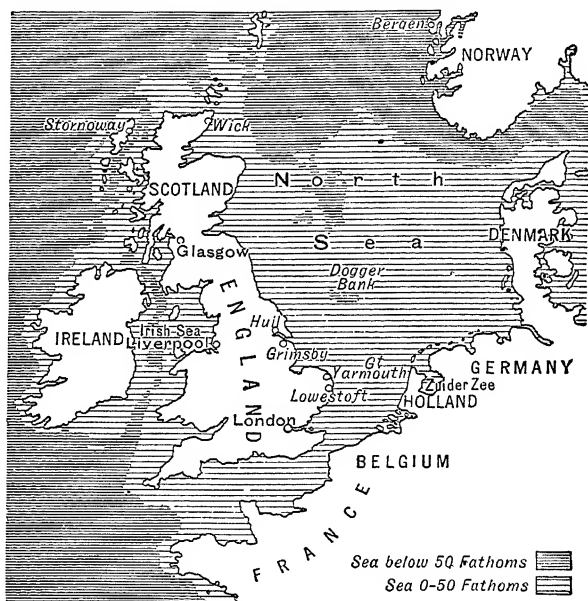 Bergen
NORWAY
Stornoway
Wick
SCOTLAND
North
Sea
DENMARK
Glasgow
Dogger
Bank
ENGLAND
Hull
IRELAND
Irish-Sea
Liverpool
Grimsby
Gt
Yarmouth
GERMANY
Zuider Zee
Lowestoft
HOLLAND
London
BELGIUM
FRANCE
Sea below 50 Fathoms
Sea 0-50 Fathoms